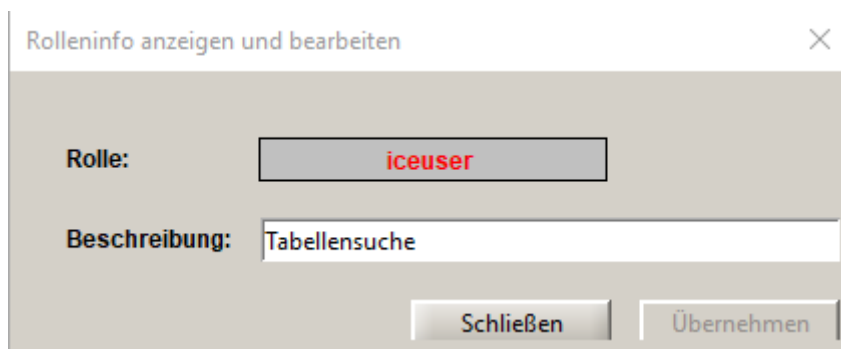 Rolleninfo anzeigen und bearbeiten
Rolle: iceuser
Beschreibung: Tabellensuche
Schließen Übernehmen